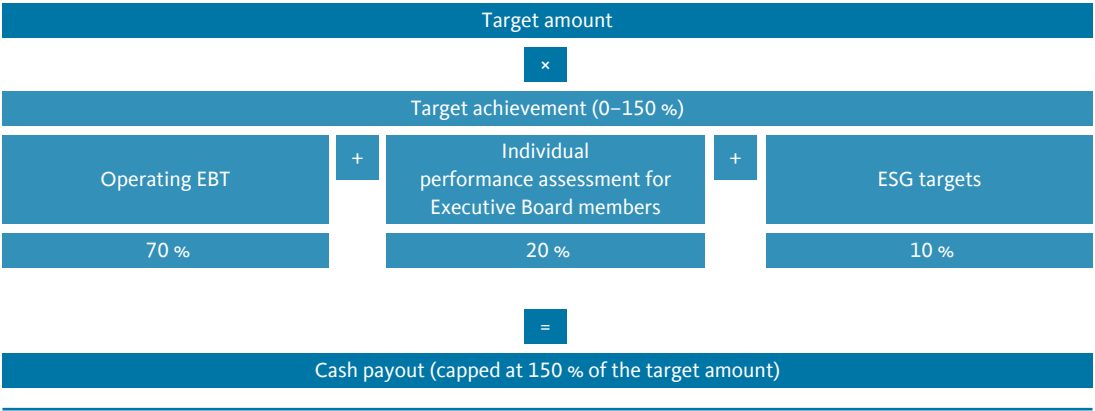 Target amount
×
Target achievement (0–150 %)
Operating EBT
+
Individual
performance assessment for
Executive Board members
+
ESG targets
70 %
20 %
10 %
=
Cash payout (capped at 150 % of the target amount)